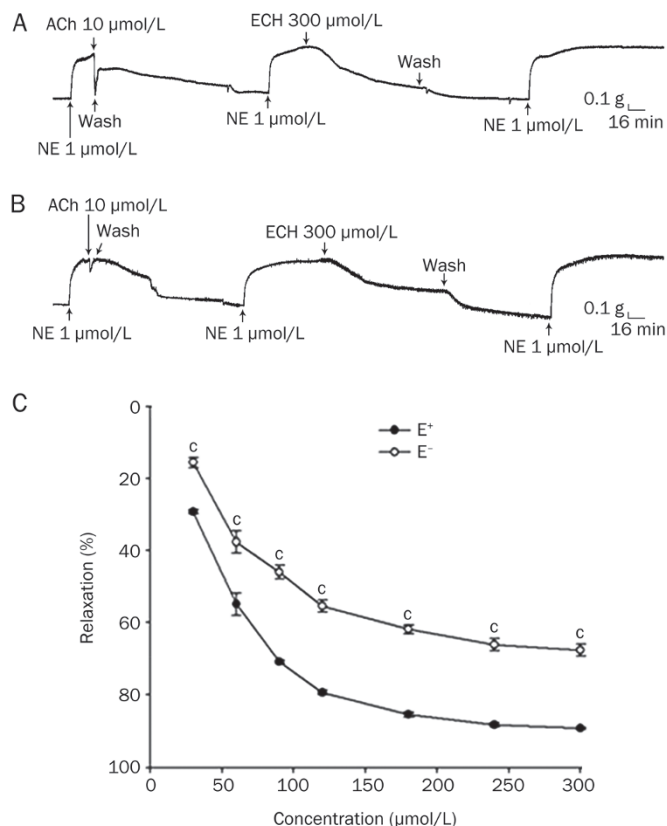 A
ACh 10 µmol/L
ECH 300 µmol/L
Wash
Wash
NE 1 µmol/L
NE 1 µmol/L
NE 1 µmol/L
0.1 g
16 min
B
ACh 10 µmol/L
Wash
ECH 300 µmol/L
Wash
NE 1 µmol/L
NE 1 µmol/L
NE 1 µmol/L
0.1 g
16 min
C
E⁺
E⁻
c
c
c
c
c
c
c
0
20
40
60
80
100
Relaxation (%)
0 50 100 150 200 250 300
Concentration (µmol/L)